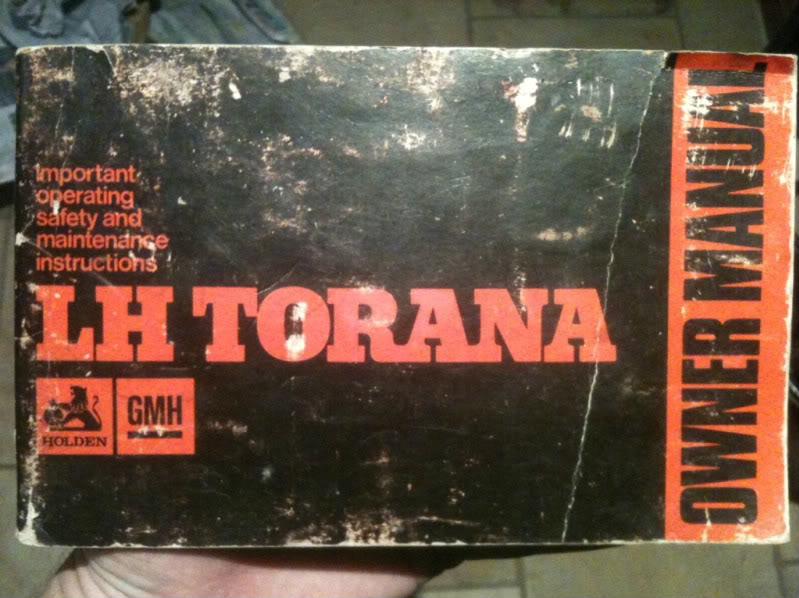 Important
operating
safety and
maintenance
instructions
LH TORANA
HOLDEN
GMH
OWNER MANUAL